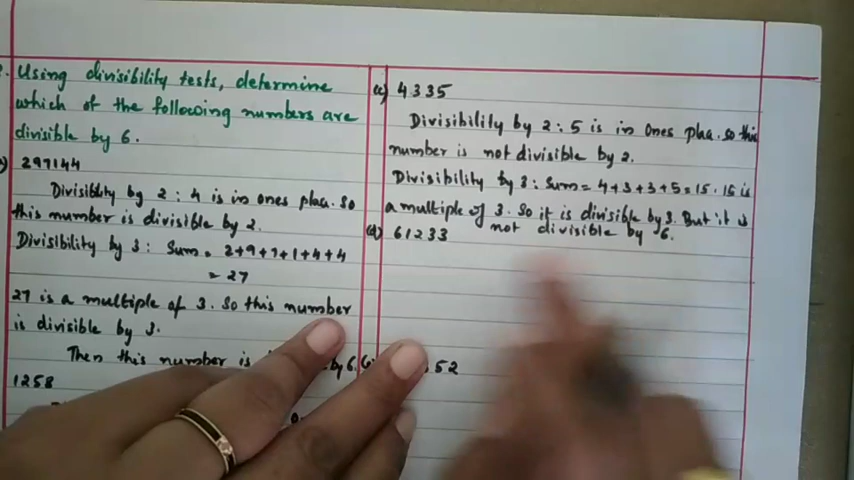 Using divisibility tests, determine
which of the following numbers are
divisible by 6.
297144
Divisiblity by 2 : 4 is in ones place. So
this number is divisible by 2.
Divisibility by 3 : Sum = 2+9+7+1+4+4
= 27
27 is a multiple of 3. So this number
is divisible by 3.
Then this number is by 6.
1258
(c) 4335
Divisibility by 2 : 5 is in Ones place. So this
number is not divisible by 2.
Divisibility by 3 : Sum = 4+3+3+5=15. 15 is
a multiple of 3. So it is divisible by 3. But it is
not divisible by 6.
(d) 61233
52